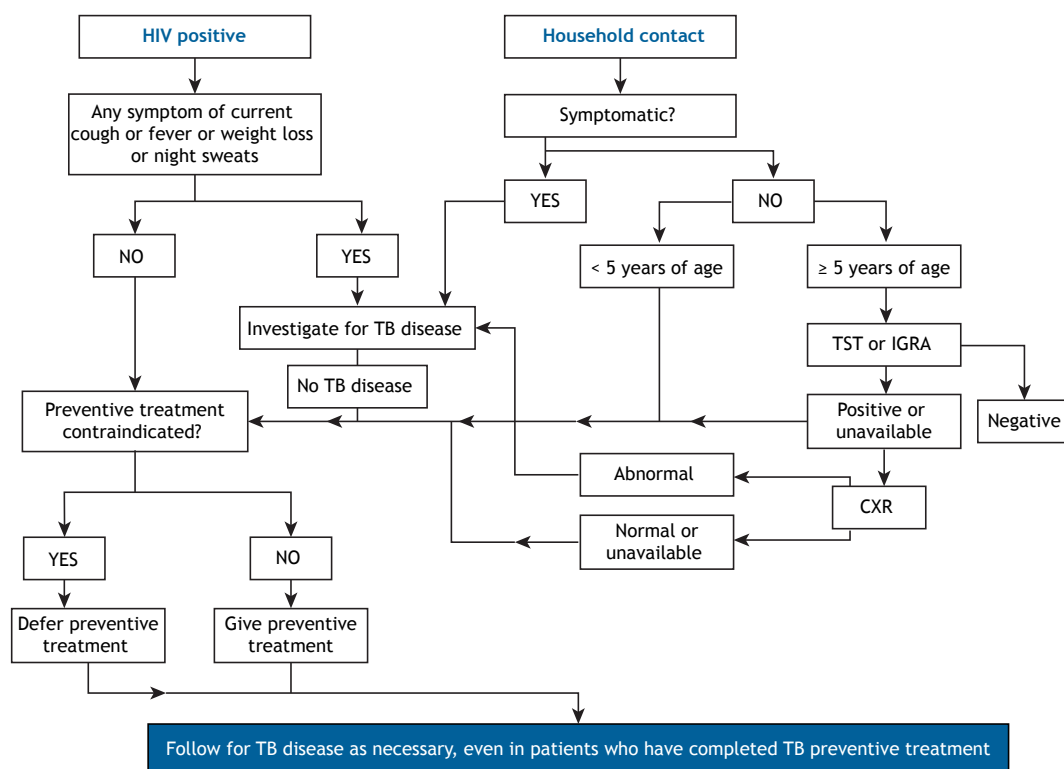 HIV positive
Household contact
Any symptom of current
cough or fever or weight loss
or night sweats
Symptomatic?
YES
NO
NO
YES
< 5 years of age
≥ 5 years of age
Investigate for TB disease
TST or IGRA
No TB disease
Preventive treatment
contraindicated?
Positive or
unavailable
Negative
Abnormal
CXR
Normal or
unavailable
YES
NO
Defer preventive
treatment
Give preventive
treatment
Follow for TB disease as necessary, even in patients who have completed TB preventive treatment